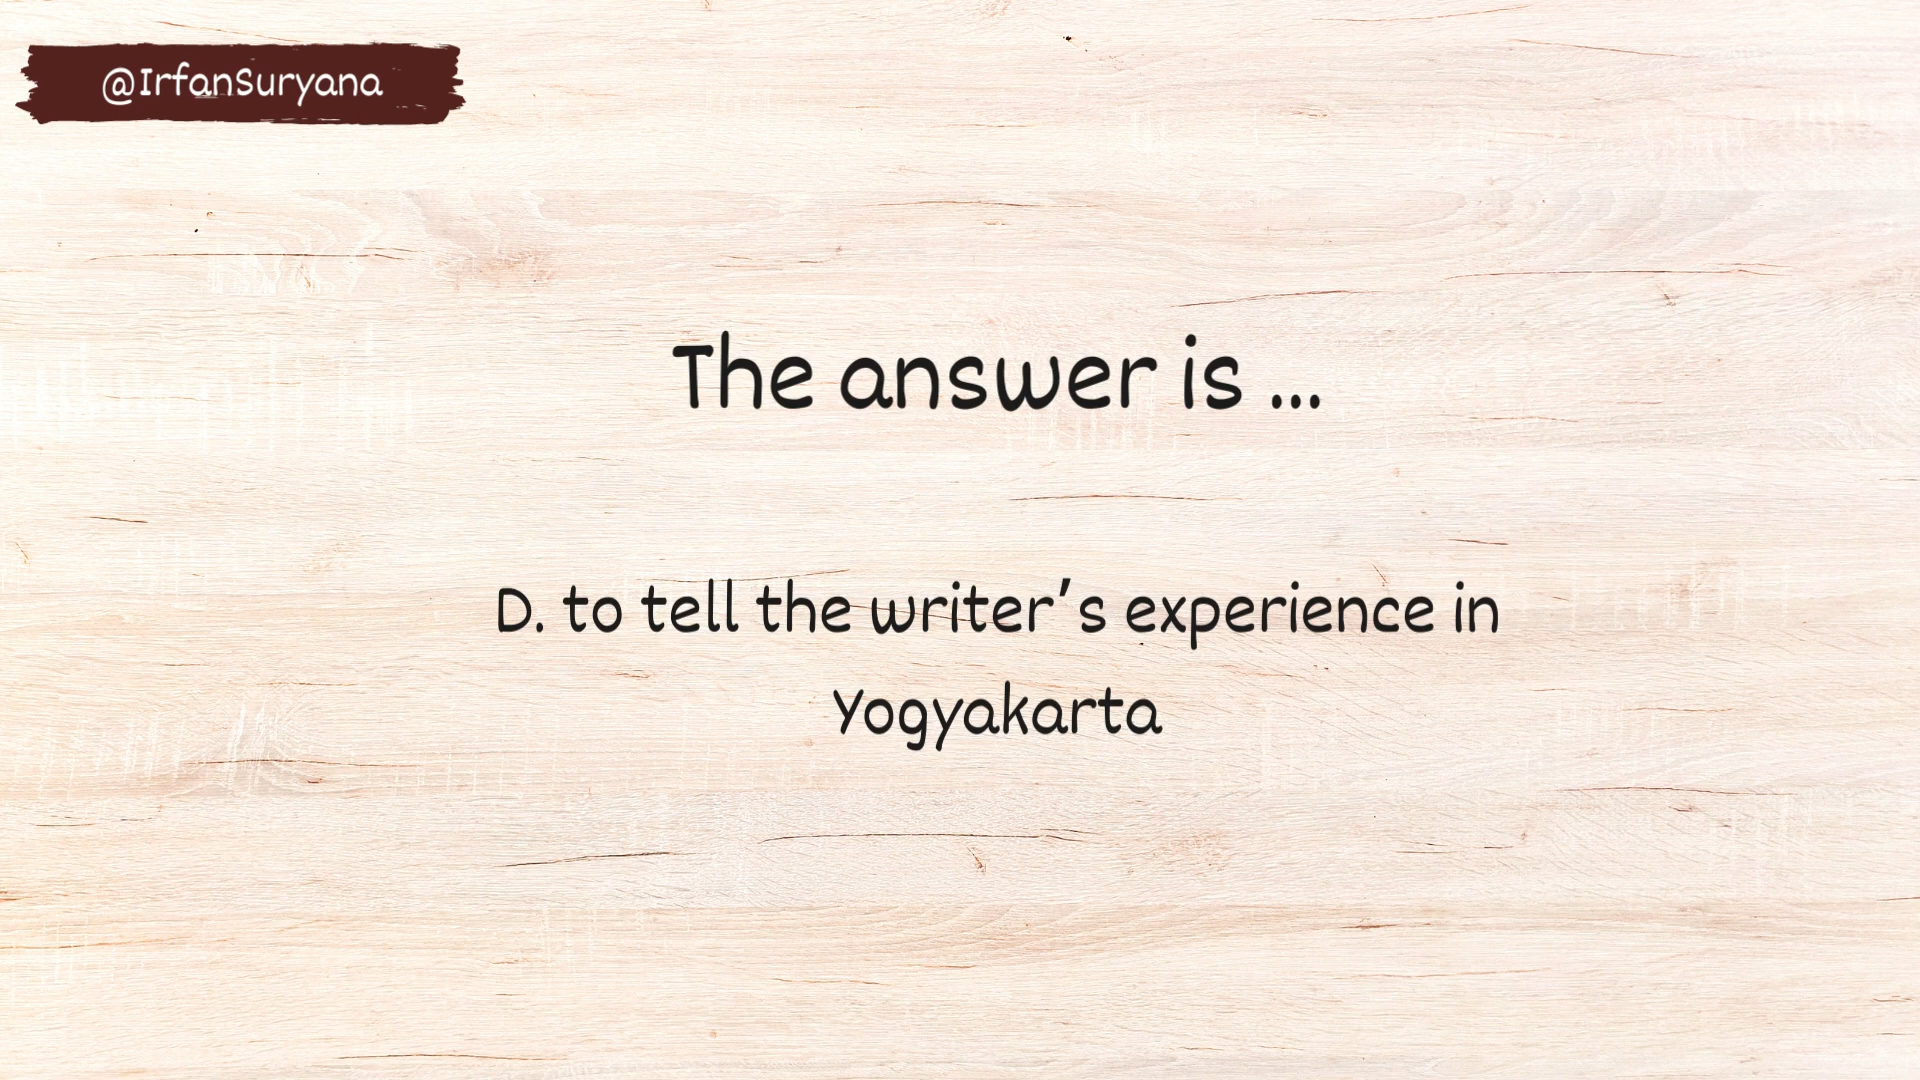 @IrfanSuryana
The answer is ...
D. to tell the writer's experience in
Yogyakarta